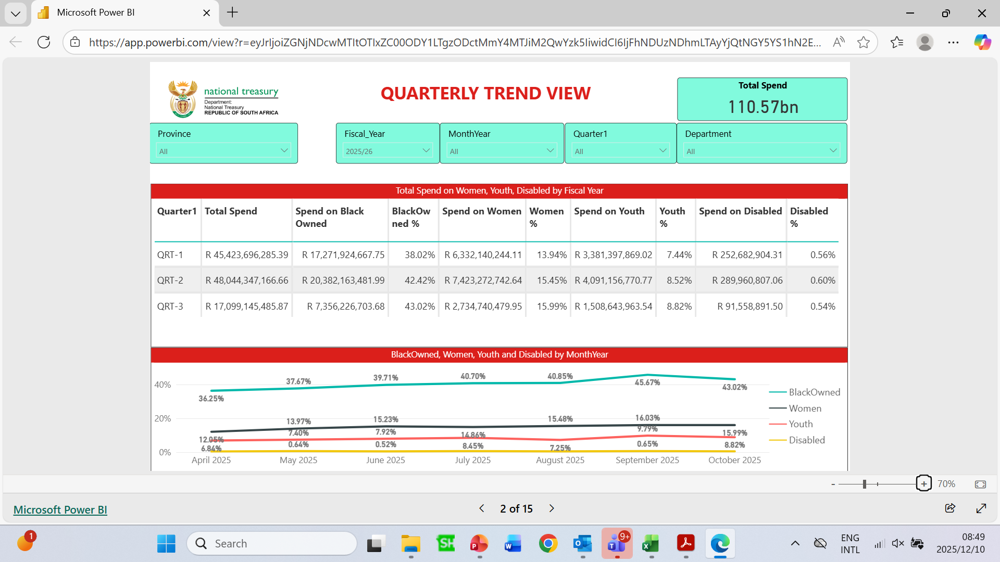 Microsoft Power BI
https://app.powerbi.com/view?r=eyJrIjoiZGNjNDcwMTItOTIxZC00ODY1LTgzODctMmY4MTJiM2QwYzk5IiwidCI6IjFhNDUzNDhmLTAyYjQtNGY5YS1hN2E...
national treasury
Department:
National Treasury
REPUBLIC OF SOUTH AFRICA
QUARTERLY TREND VIEW
Total Spend
110.57bn
Province
All
Fiscal_Year
2025/26
MonthYear
All
Quarter1
All
Department
All
Total Spend on Women, Youth, Disabled by Fiscal Year
Quarter1 Total Spend Spend on Black Owned BlackOwned % Spend on Women Women % Spend on Youth Youth % Spend on Disabled Disabled %
QRT-1 R 45,423,696,285.39 R 17,271,924,667.75 38.02% R 6,332,140,244.11 13.94% R 3,381,397,869.02 7.44% R 252,682,904.31 0.56%
QRT-2 R 48,044,347,166.66 R 20,382,163,481.99 42.42% R 7,423,272,742.64 15.45% R 4,091,156,770.77 8.52% R 289,960,807.06 0.60%
QRT-3 R 17,099,145,485.87 R 7,356,226,703.68 43.02% R 2,734,740,479.95 15.99% R 1,508,643,963.54 8.82% R 91,558,891.50 0.54%
BlackOwned, Women, Youth and Disabled by MonthYear
40%
20%
0%
36.25% 37.67% 39.71% 40.70% 40.85% 45.67% 43.02%
12.05% 13.97% 15.23% 14.86% 15.48% 16.03% 15.99%
6.84% 7.40% 7.92% 8.45% 7.25% 9.79% 8.82%
0.64% 0.52% 0.65%
April 2025 May 2025 June 2025 July 2025 August 2025 September 2025 October 2025
BlackOwned
Women
Youth
Disabled
- + 70%
Microsoft Power BI
2 of 15
1
Search
SH
P
W
O
T
9+
X
ENG
INTL
08:49
2025/12/10